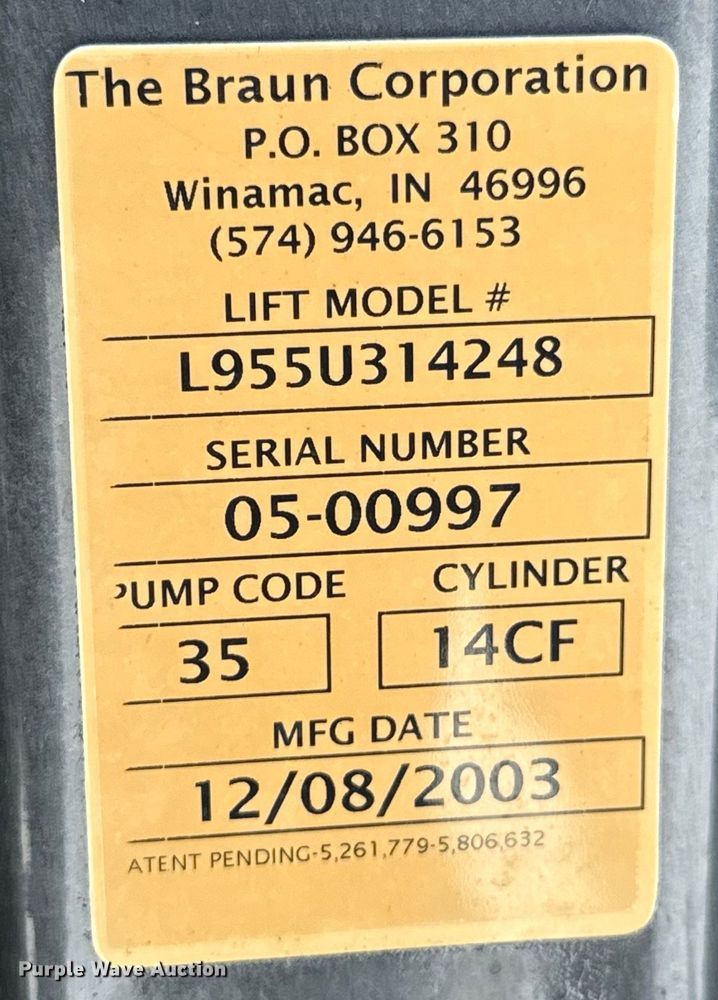 The Braun Corporation
P.O. BOX 310
Winamac, IN 46996
(574) 946-6153
LIFT MODEL #
L955U314248
SERIAL NUMBER
05-00997
PUMP CODE CYLINDER
35 14CF
MFG DATE
12/08/2003
ATENT PENDING-5,261,779-5,806,632
Purple Wave Auction